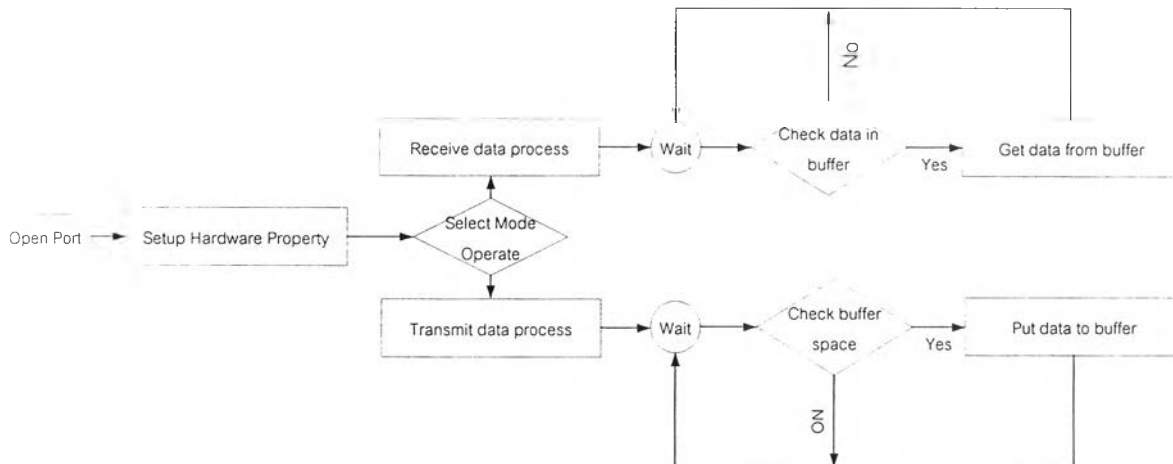 No
Receive data process
Wait
Check data in
buffer
Yes
Get data from buffer
Open Port
Setup Hardware Property
Select Mode
Operate
Transmit data process
Wait
Check buffer
space
Yes
Put data to buffer
NO